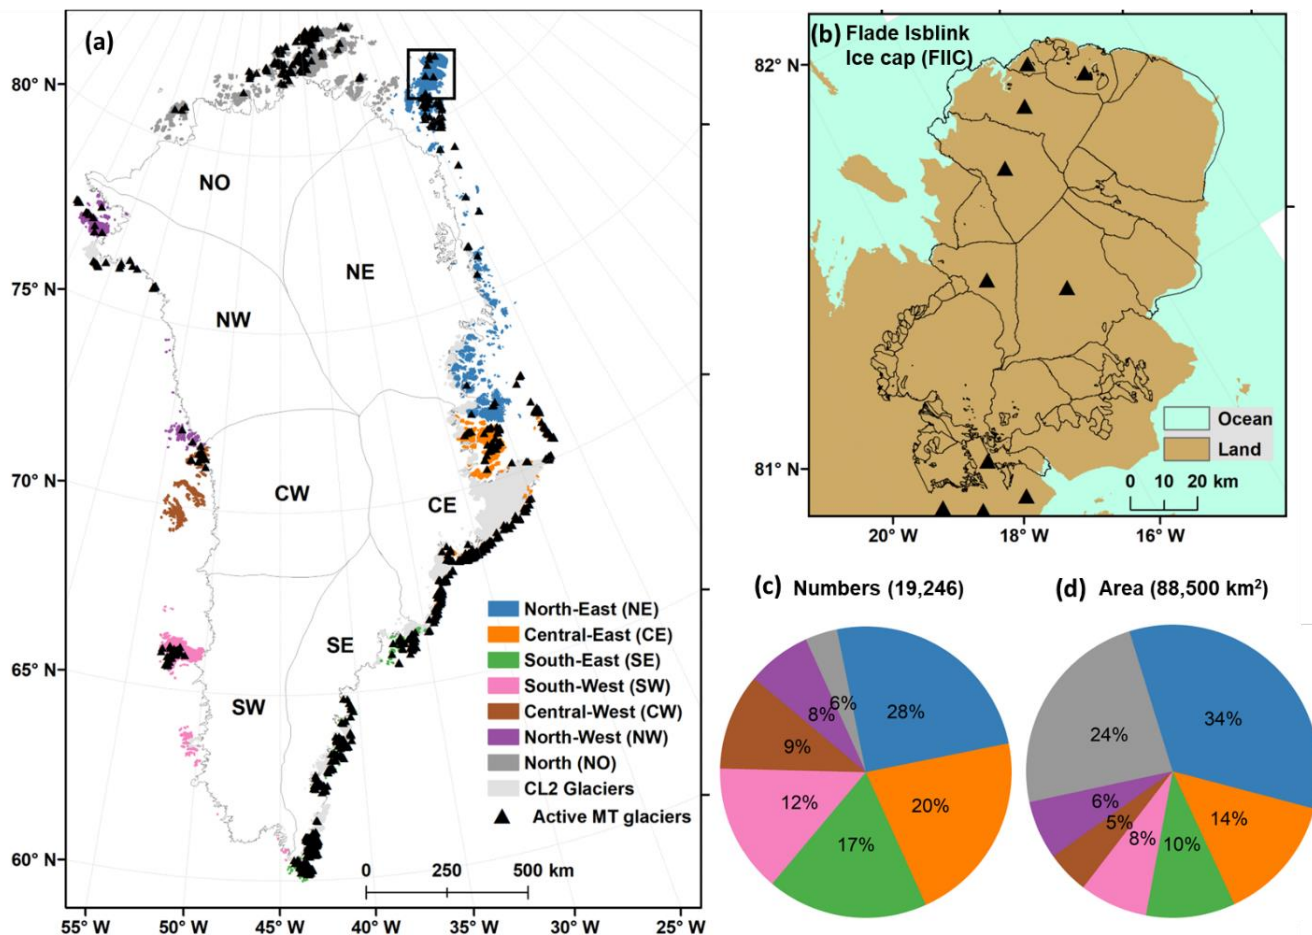 (a)
80° N
75° N
70° N
65° N
60° N
NO
NE
NW
CW
CE
SE
SW
North-East (NE)
Central-East (CE)
South-East (SE)
South-West (SW)
Central-West (CW)
North-West (NW)
North (NO)
CL2 Glaciers
Active MT glaciers
0 250 500 km
55° W 50° W 45° W 40° W 35° W 30° W 24° W
(b) Flade Isblink
Ice cap (FIIC)
82° N
81° N
Ocean
Land
0 10 20 km
20° W 18° W 16° W
(c) Numbers (19,246)
28%
20%
17%
12%
9%
8%
6%
(d) Area (88,500 km²)
34%
14%
10%
8%
5%
6%
24%